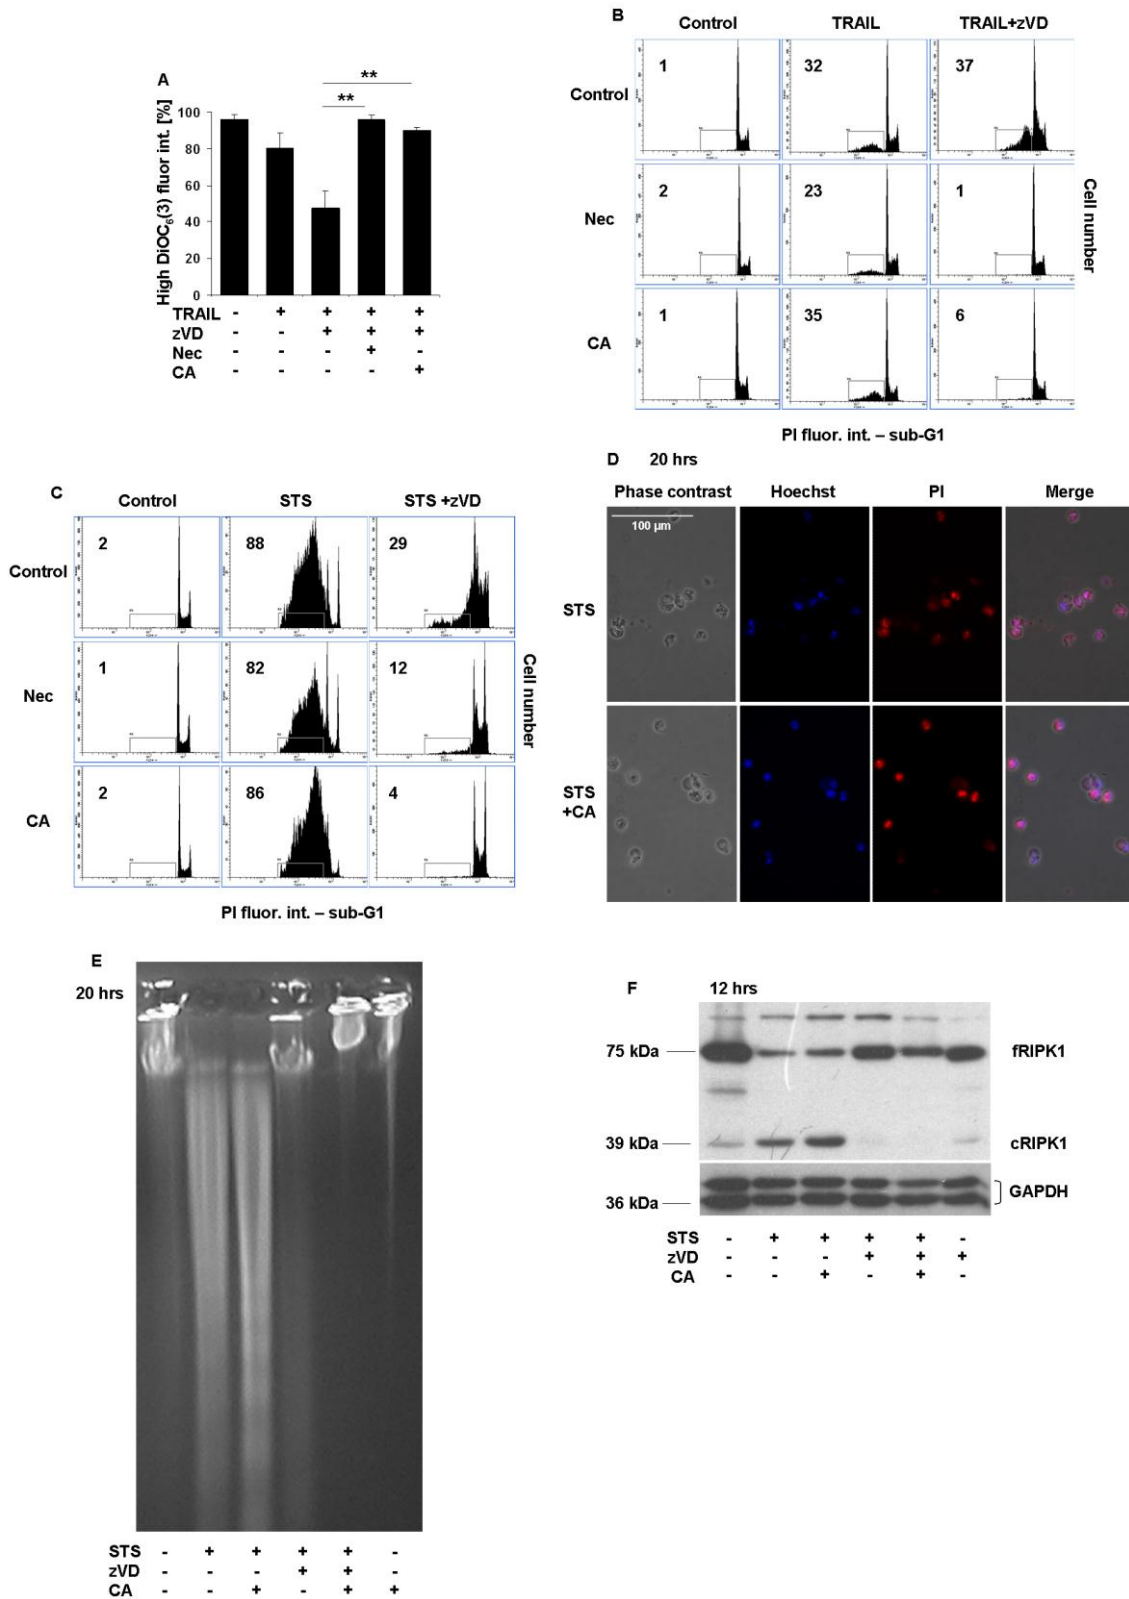 A
** **
High DiOC6(3) fluor int. [%]
100
80
60
40
20
0
TRAIL - + + + +
zVD - - + + +
Nec - - - + -
CA - - - - +
B
Control TRAIL TRAIL+zVD
Control 1 32 37
Nec 2 23 1
CA 1 35 6
Cell number
PI fluor. int. – sub-G1
C
Control STS STS +zVD
Control 2 88 29
Nec 1 82 12
CA 2 86 4
Cell number
PI fluor. int. – sub-G1
D 20 hrs
Phase contrast Hoechst PI Merge
100 µm
STS
STS
+CA
E
20 hrs
STS - + + + + -
zVD - - - + + -
CA - - + - + +
F 12 hrs
75 kDa fRIPK1
39 kDa cRIPK1
36 kDa GAPDH
STS - + + + + -
zVD - - - + + +
CA - - + - + -